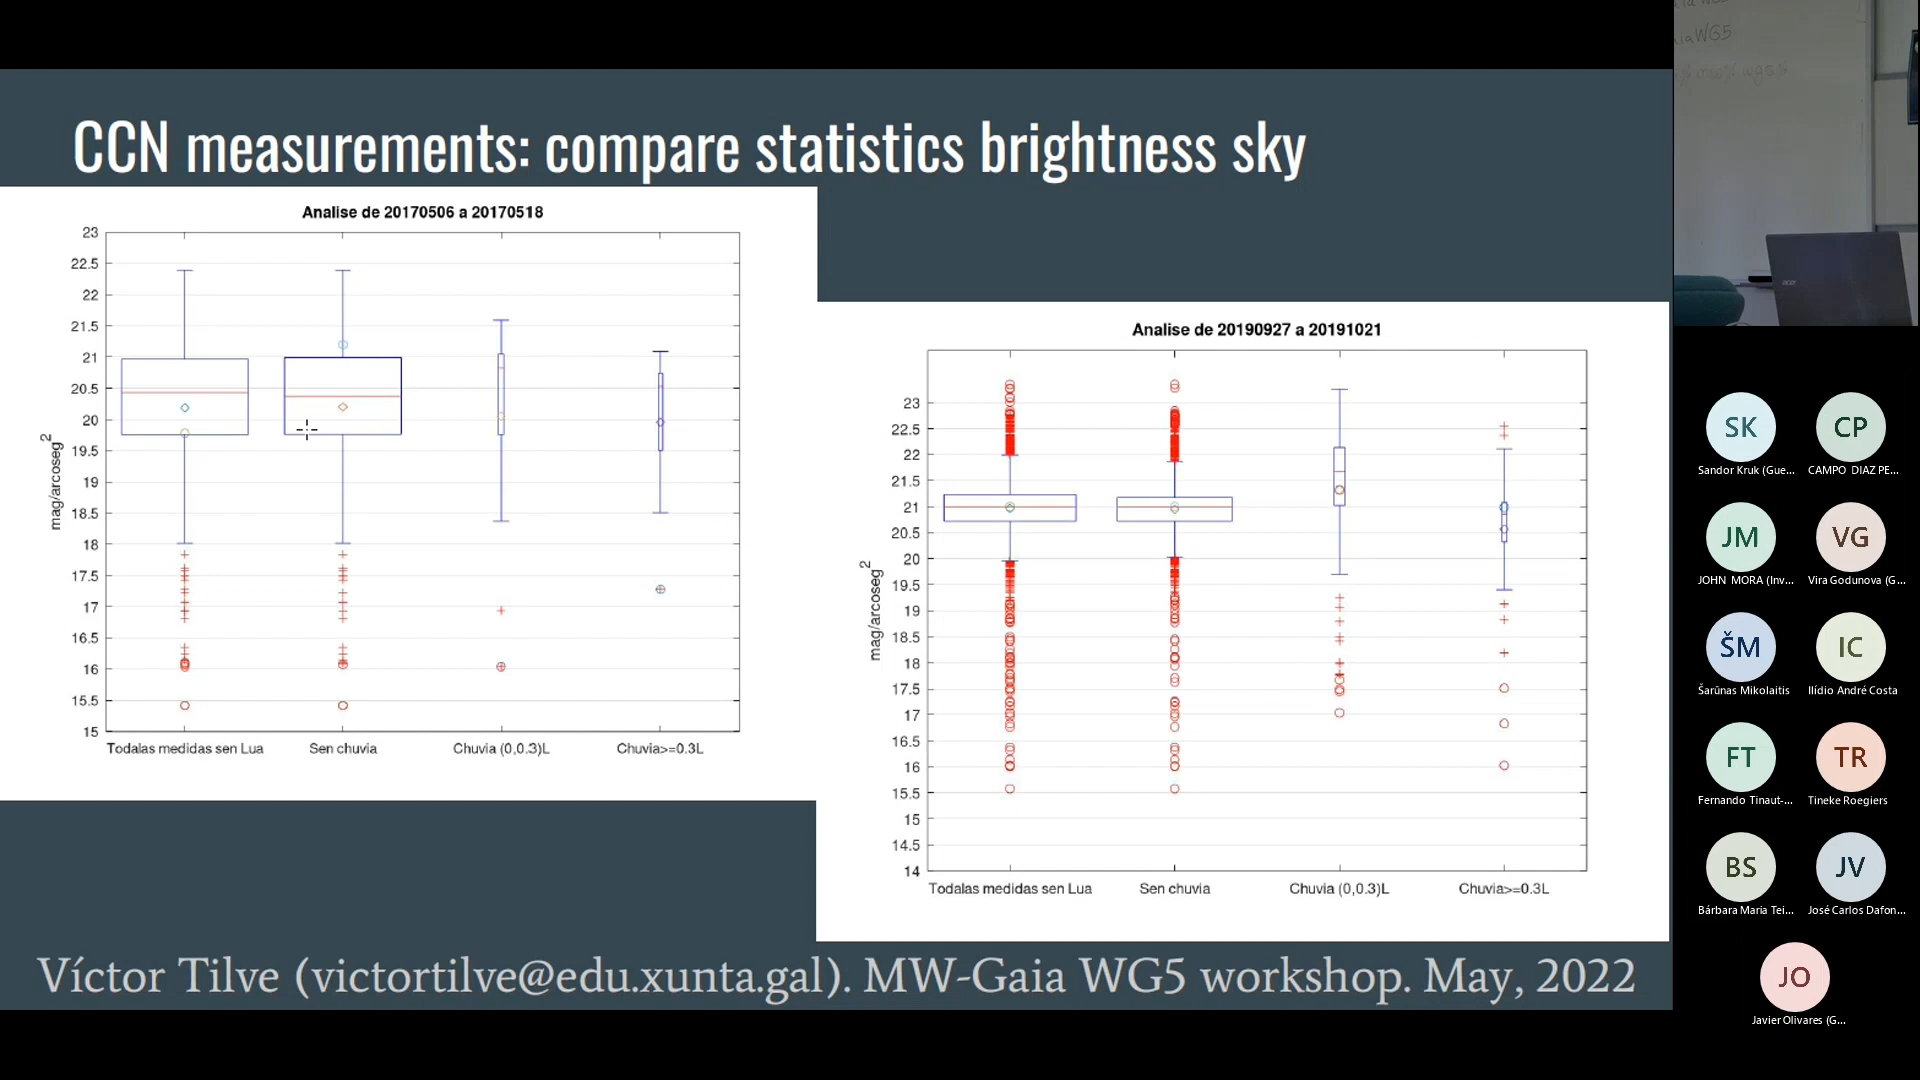 CCN measurements: compare statistics brightness sky
Analise de 20170506 a 20170518
23
22.5
22
21.5
21
20.5
20
19.5
19
18.5
18
17.5
17
16.5
16
15.5
15
mag/arcoseg2
Todalas medidas sen Lua
Sen chuvia
Chuvia (0,0.3)L
Chuvia>=0.3L
Analise de 20190927 a 20191021
23
22.5
22
21.5
21
20.5
20
19.5
19
18.5
18
17.5
17
16.5
16
15.5
15
14.5
14
mag/arcoseg2
Todalas medidas sen Lua
Sen chuvia
Chuvia (0,0.3)L
Chuvia>=0.3L
Víctor Tilve (victortilve@edu.xunta.gal). MW-Gaia WG5 workshop. May, 2022
WG5
acer
SK
Sandor Kruk (Gue...
CP
CAMPO DIAZ PE...
JM
JOHN MORA (Inv...
VG
Vira Godunova (G...
ŠM
Šarūnas Mikolaitis
IC
Ilídio André Costa
FT
Fernando Tinaut-...
TR
Tineke Roegiers
BS
Bárbara Maria Tei...
JV
José Carlos Dafon...
JO
Javier Olivares (G...